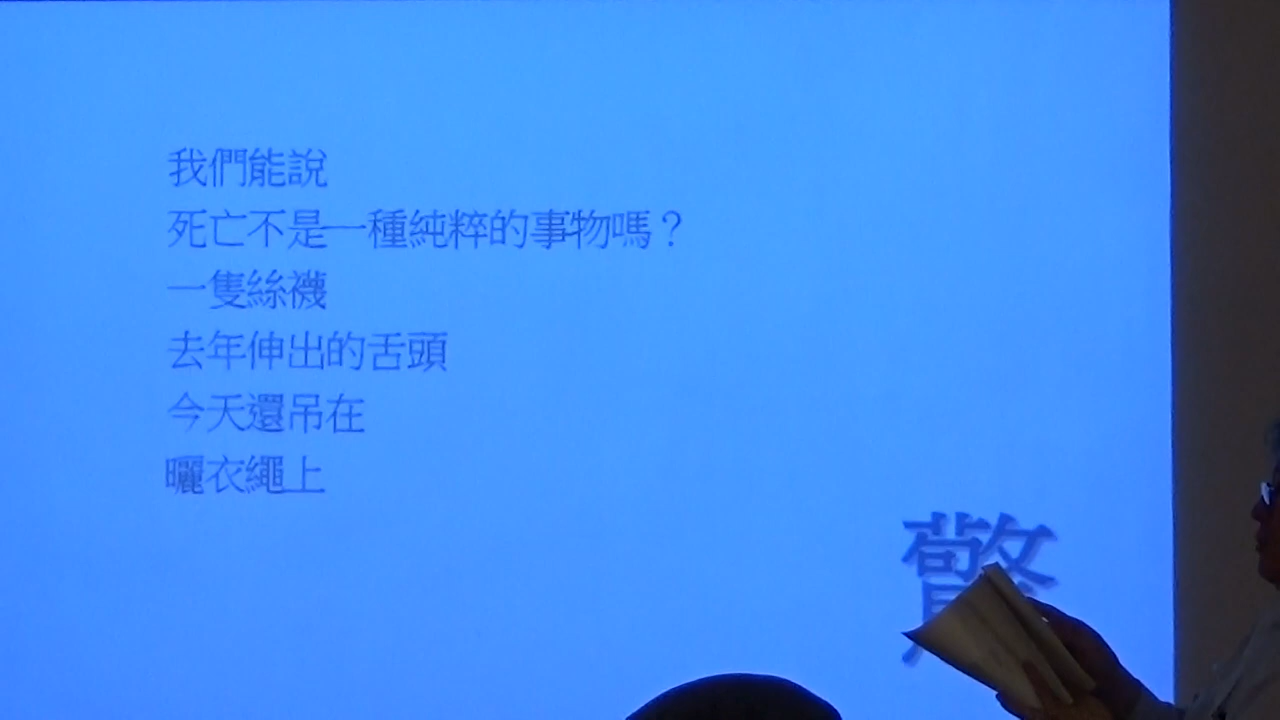 我們能說
死亡不是一種純粹的事物嗎？
一隻絲襪
去年伸出的舌頭
今天還吊在
曬衣繩上
驚